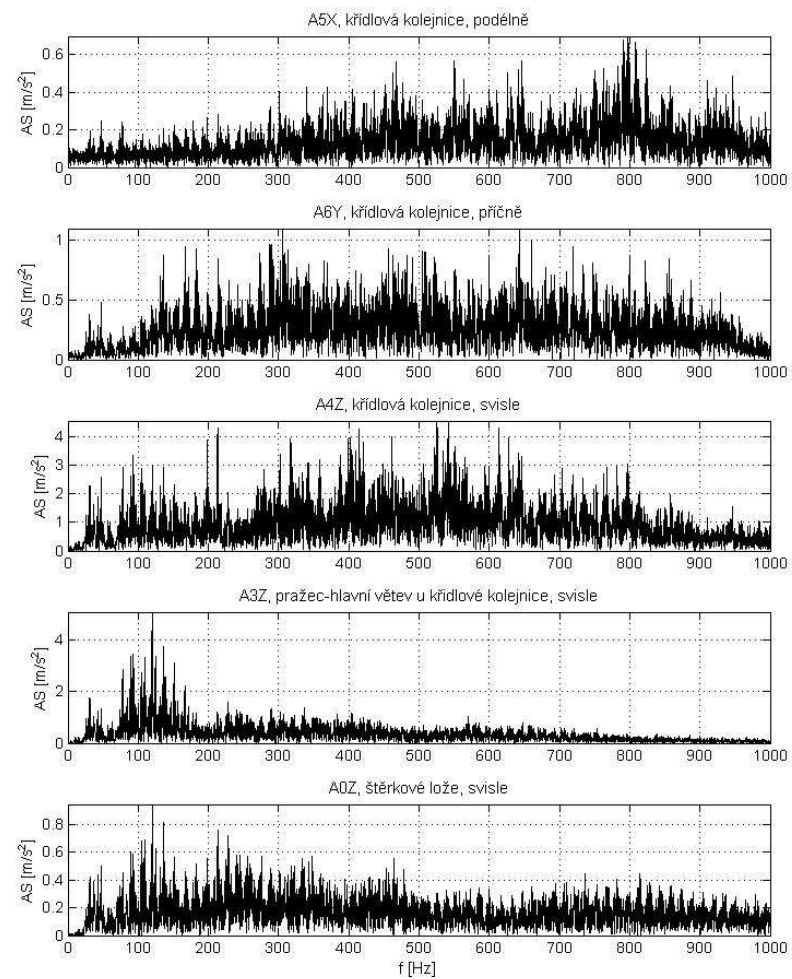 A5X, křídlová kolejnice, podélně
AS [m/s²]
0.6
0.4
0.2
0
0 100 200 300 400 500 600 700 800 900 1000
A6Y, křídlová kolejnice, příčně
AS [m/s²]
1
0.5
0
0 100 200 300 400 500 600 700 800 900 1000
A4Z, křídlová kolejnice, svisle
AS [m/s²]
4
3
2
1
0
0 100 200 300 400 500 600 700 800 900 1000
A3Z, pražec-hlavní větev u křidlové kolejnice, svisle
AS [m/s²]
4
2
0
0 100 200 300 400 500 600 700 800 900 1000
A0Z, štěrkové lože, svisle
AS [m/s²]
0.8
0.6
0.4
0.2
0
0 100 200 300 400 500 600 700 800 900 1000
f [Hz]